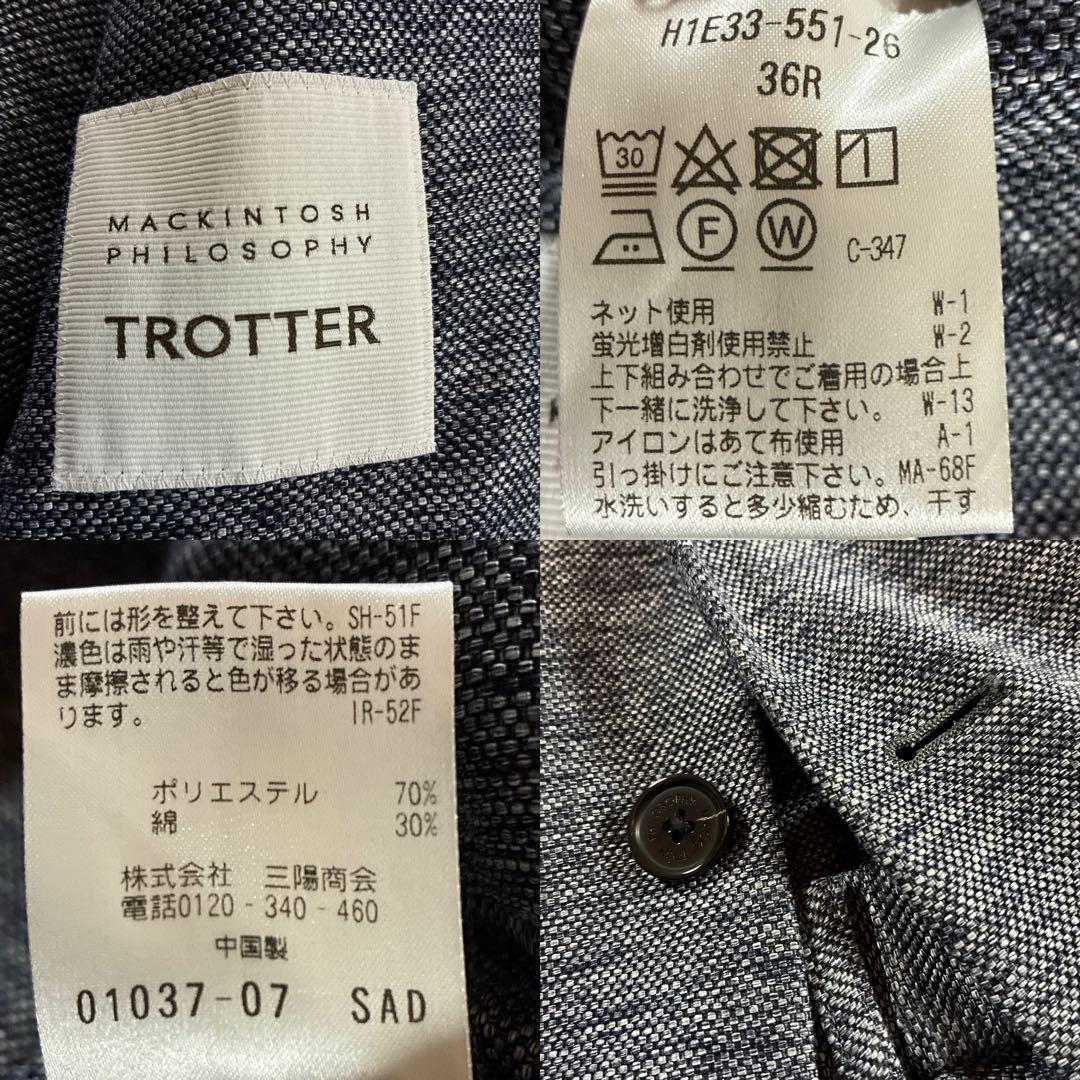 MACKINTOSH
PHILOSOPHY
TROTTER
H1E33-551-26
36R
30
F
W
C-347
ネット使用 W-1
蛍光増白剤使用禁止 W-2
上下組み合わせでご着用の場合上
下一緒に洗浄して下さい。 W-13
アイロンはあて布使用 A-1
引っ掛けにご注意下さい。MA-68F
水洗いすると多少縮むため、干す
前には形を整えて下さい。SH-51F
濃色は雨や汗等で湿った状態のま
ま摩擦されると色が移る場合があ
ります。 IR-52F
ポリエステル 70%
綿 30%
株式会社 三陽商会
電話0120-340-460
中国製
01037-07 SAD